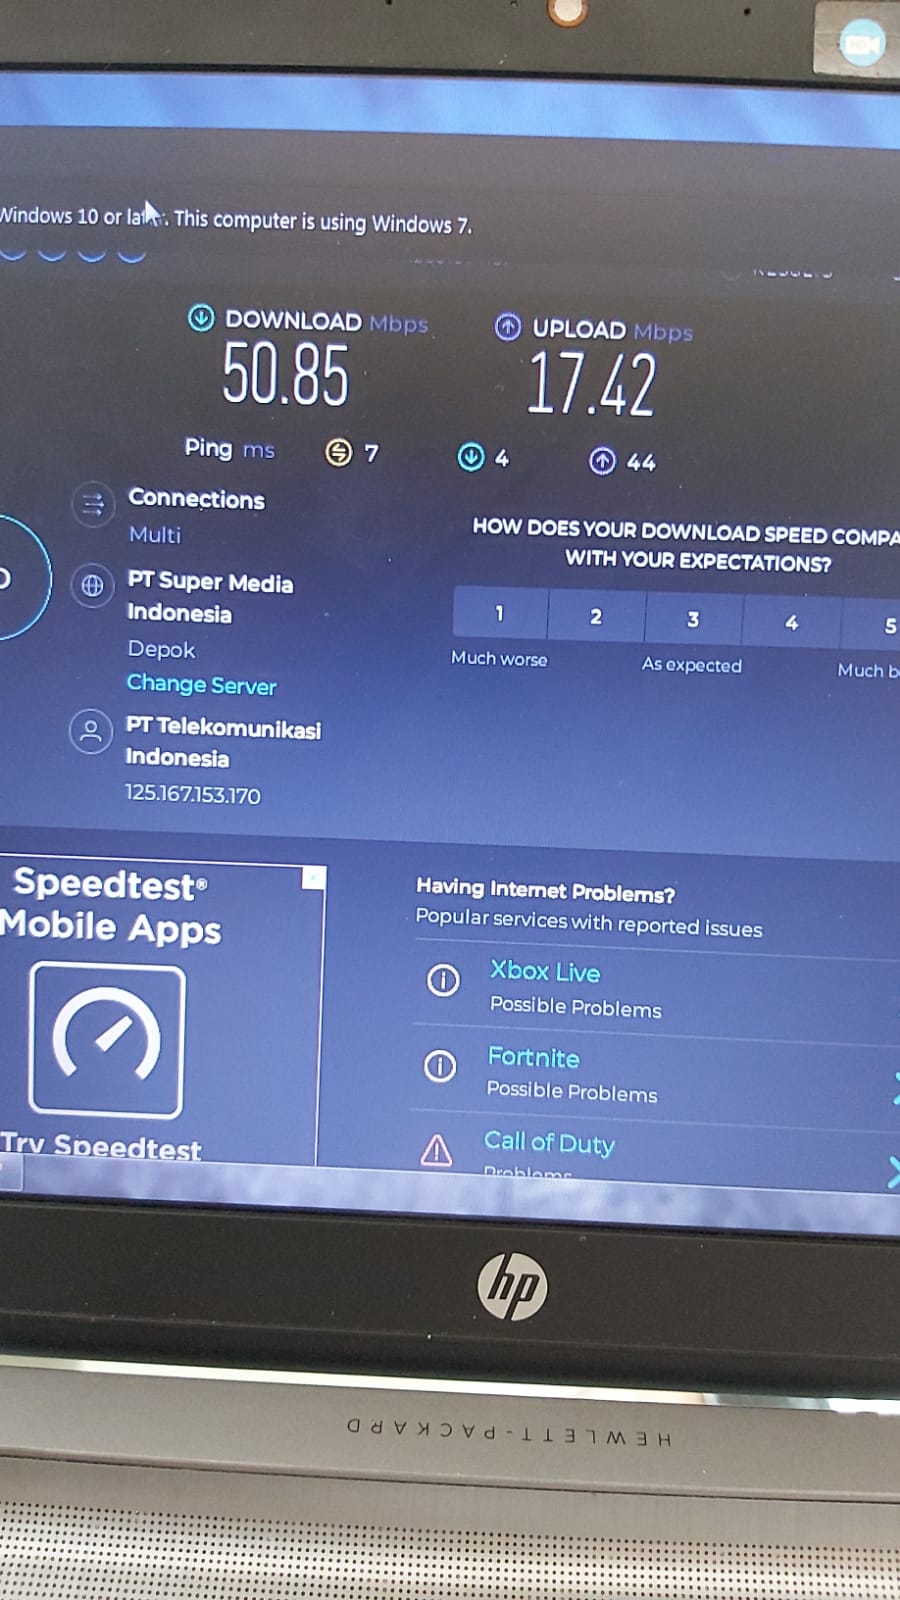 Windows 10 or later. This computer is using Windows 7.
RESULTS
DOWNLOAD Mbps
50.85
UPLOAD Mbps
17.42
Ping ms 7 4 44
Connections
Multi
PT Super Media
Indonesia
Depok
Change Server
PT Telekomunikasi
Indonesia
125.167.153.170
HOW DOES YOUR DOWNLOAD SPEED COMPA
WITH YOUR EXPECTATIONS?
1 2 3 4 5
Much worse As expected Much b
Speedtest®
Mobile Apps
Try Speedtest
Having Internet Problems?
Popular services with reported issues
Xbox Live
Possible Problems
Fortnite
Possible Problems
Call of Duty
Problems
hp
HEWLETT-PACKARD